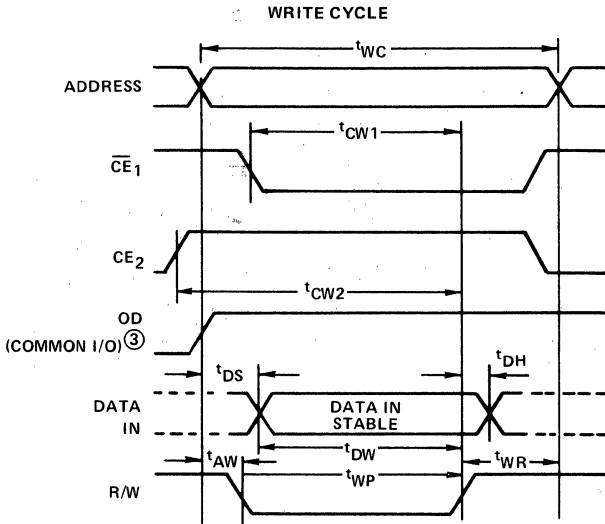 WRITE CYCLE
tWC
ADDRESS
tCW1
CE1
CE2
tCW2
OD
(COMMON I/O) ③
tDS
tDH
DATA
IN
DATA IN
STABLE
tDW
tAW
tWP
tWR
R/W